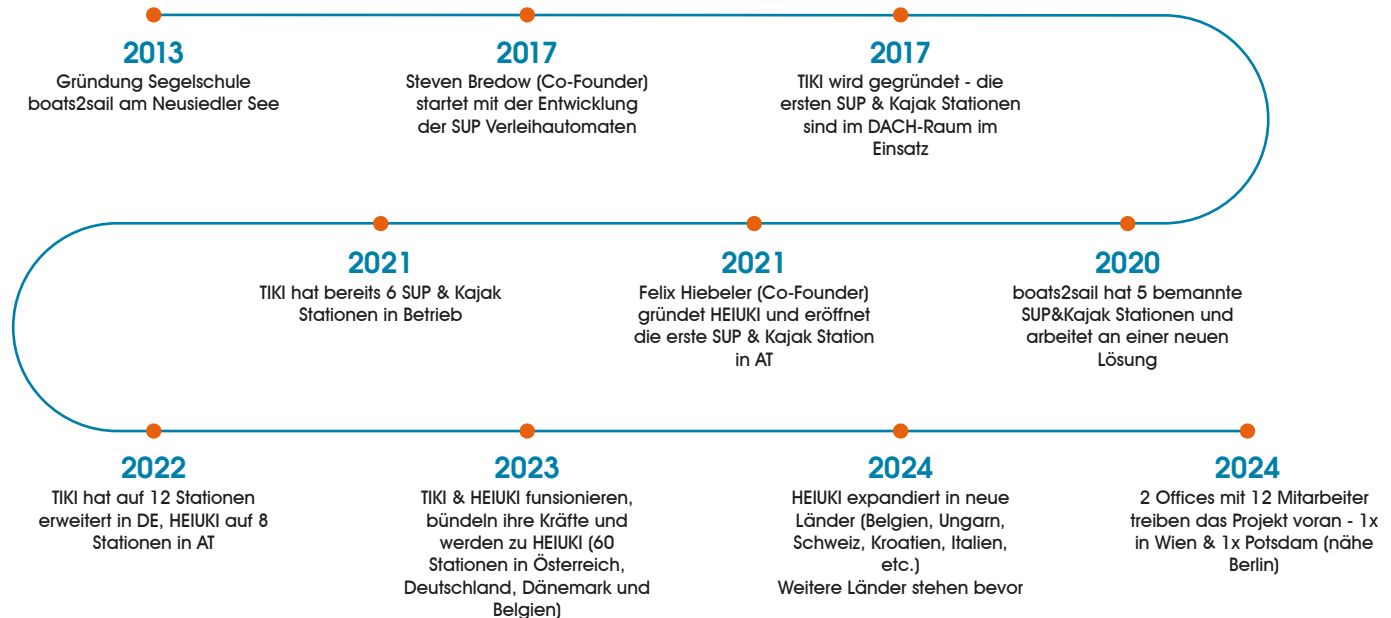 2013
Gründung Segelschule
boats2sail am Neusiedler See
2017
Steven Bredow (Co-Founder)
startet mit der Entwicklung
der SUP Verleihautomaten
2017
TIKI wird gegründet - die
ersten SUP & Kajak Stationen
sind im DACH-Raum im
Einsatz
2020
boats2sail hat 5 bemannte
SUP&Kajak Stationen und
arbeitet an einer neuen
Lösung
2021
Felix Hiebeler (Co-Founder)
gründet HEIUKI und eröffnet
die erste SUP & Kajak Station
in AT
2021
TIKI hat bereits 6 SUP & Kajak
Stationen in Betrieb
2022
TIKI hat auf 12 Stationen
erweitert in DE, HEIUKI auf 8
Stationen in AT
2023
TIKI & HEIUKI funsionieren,
bündeln ihre Kräfte und
werden zu HEIUKI (60
Stationen in Österreich,
Deutschland, Dänemark und
Belgien)
2024
HEIUKI expandiert in neue
Länder (Belgien, Ungarn,
Schweiz, Kroatien, Italien,
etc.)
Weitere Länder stehen bevor
2024
2 Offices mit 12 Mitarbeiter
treiben das Projekt voran - 1x
in Wien & 1x Potsdam (nähe
Berlin)